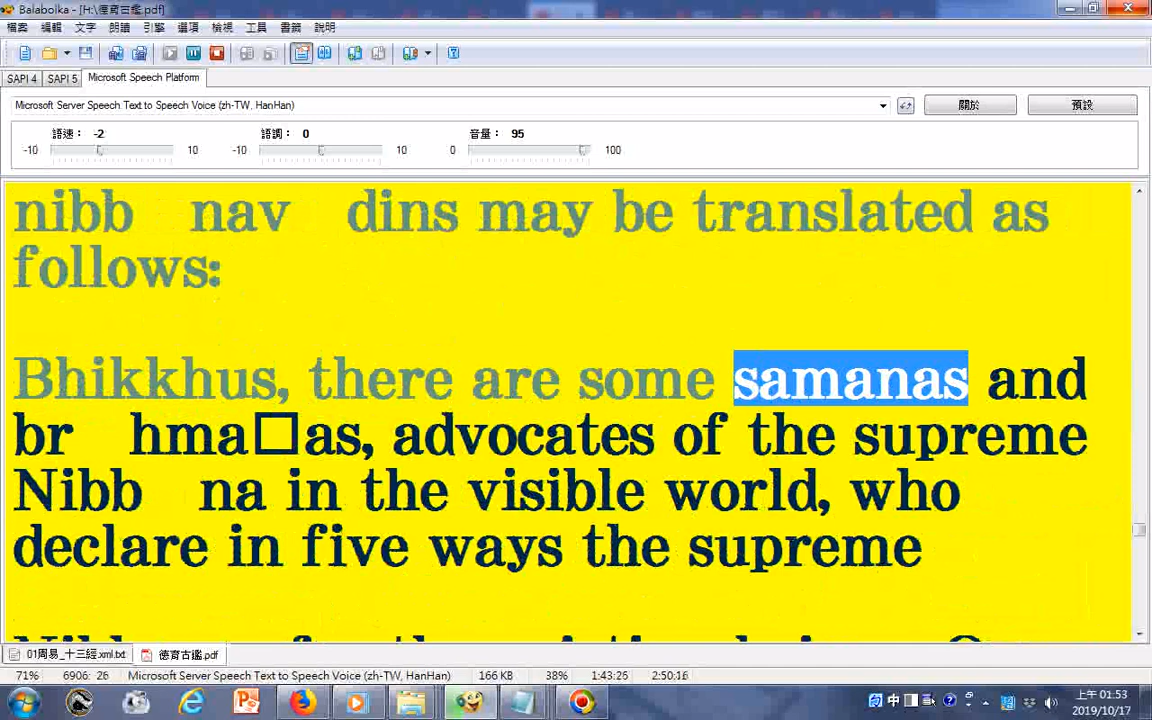 Balabolka - [H:\德育古鑑.pdf]
檔案 編輯 文字 朗讀 引擎 選項 檢視 工具 書籤 說明
SAPI 4 SAPI 5 Microsoft Speech Platform
Microsoft Server Speech Text to Speech Voice (zh-TW, HanHan) 關於 預設
語速： -2 語調： 0 音量： 95
-10 10 -10 10 0 100
nibb nav dins may be translated as
follows:
Bhikkhus, there are some samanas and
br hma□as, advocates of the supreme
Nibb na in the visible world, who
declare in five ways the supreme
01周易_十三經.xml.txt 德育古鑑.pdf
71% 6906: 26 Microsoft Server Speech Text to Speech Voice (zh-TW, HanHan) 166 KB 38% 1:43:25 2:50:16
中 上午 01:53
2019/10/17